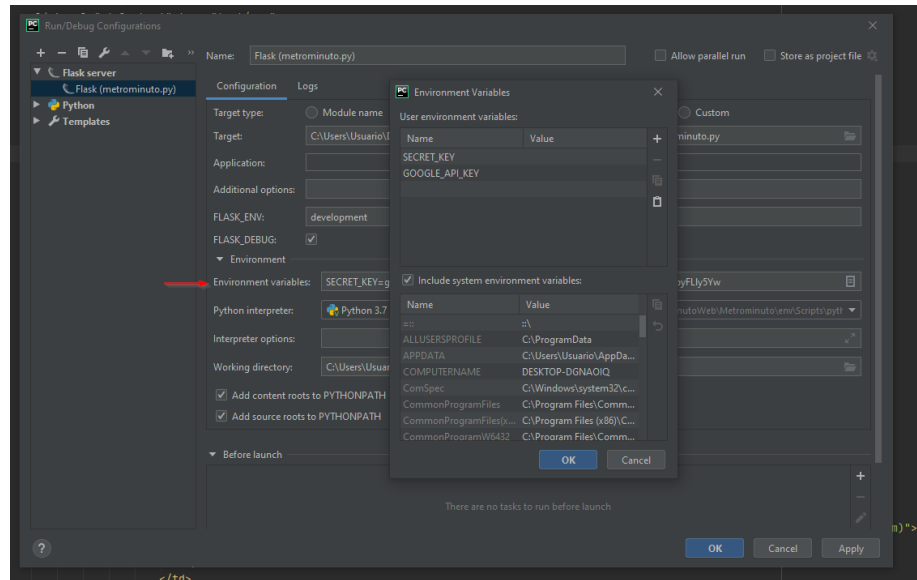 Run/Debug Configurations
Name: Flask (metrominuto.py) Allow parallel run Store as project file
Flask server
Flask (metrominuto.py)
Python
Templates
Configuration Logs
Target type: Module name Custom
Target: C:\Users\Usuario\ minuto.py
Application:
Additional options:
FLASK_ENV: development
FLASK_DEBUG:
Environment
Environment variables: SECRET_KEY=g yFLIy5Yw
Python interpreter: Python 3.7 nutoWeb\Metrominuto\env\Scripts\pyt
Interpreter options:
Working directory: C:\Users\Usuar
Add content roots to PYTHONPATH
Add source roots to PYTHONPATH
Before launch
There are no tasks to run before launch
OK Cancel Apply
Environment Variables
User environment variables:
Name Value
SECRET_KEY
GOOGLE_API_KEY
Include system environment variables:
Name Value
=:: ::\
ALLUSERSPROFILE C:\ProgramData
APPDATA C:\Users\Usuario\AppDa...
COMPUTERNAME DESKTOP-DGNAOIQ
ComSpec C:\Windows\system32\c...
CommonProgramFiles C:\Program Files\Comm...
CommonProgramFiles(x... C:\Program Files (x86)\C...
CommonProgramW6432 C:\Program Files\Comm...
OK Cancel
m)">
</td>